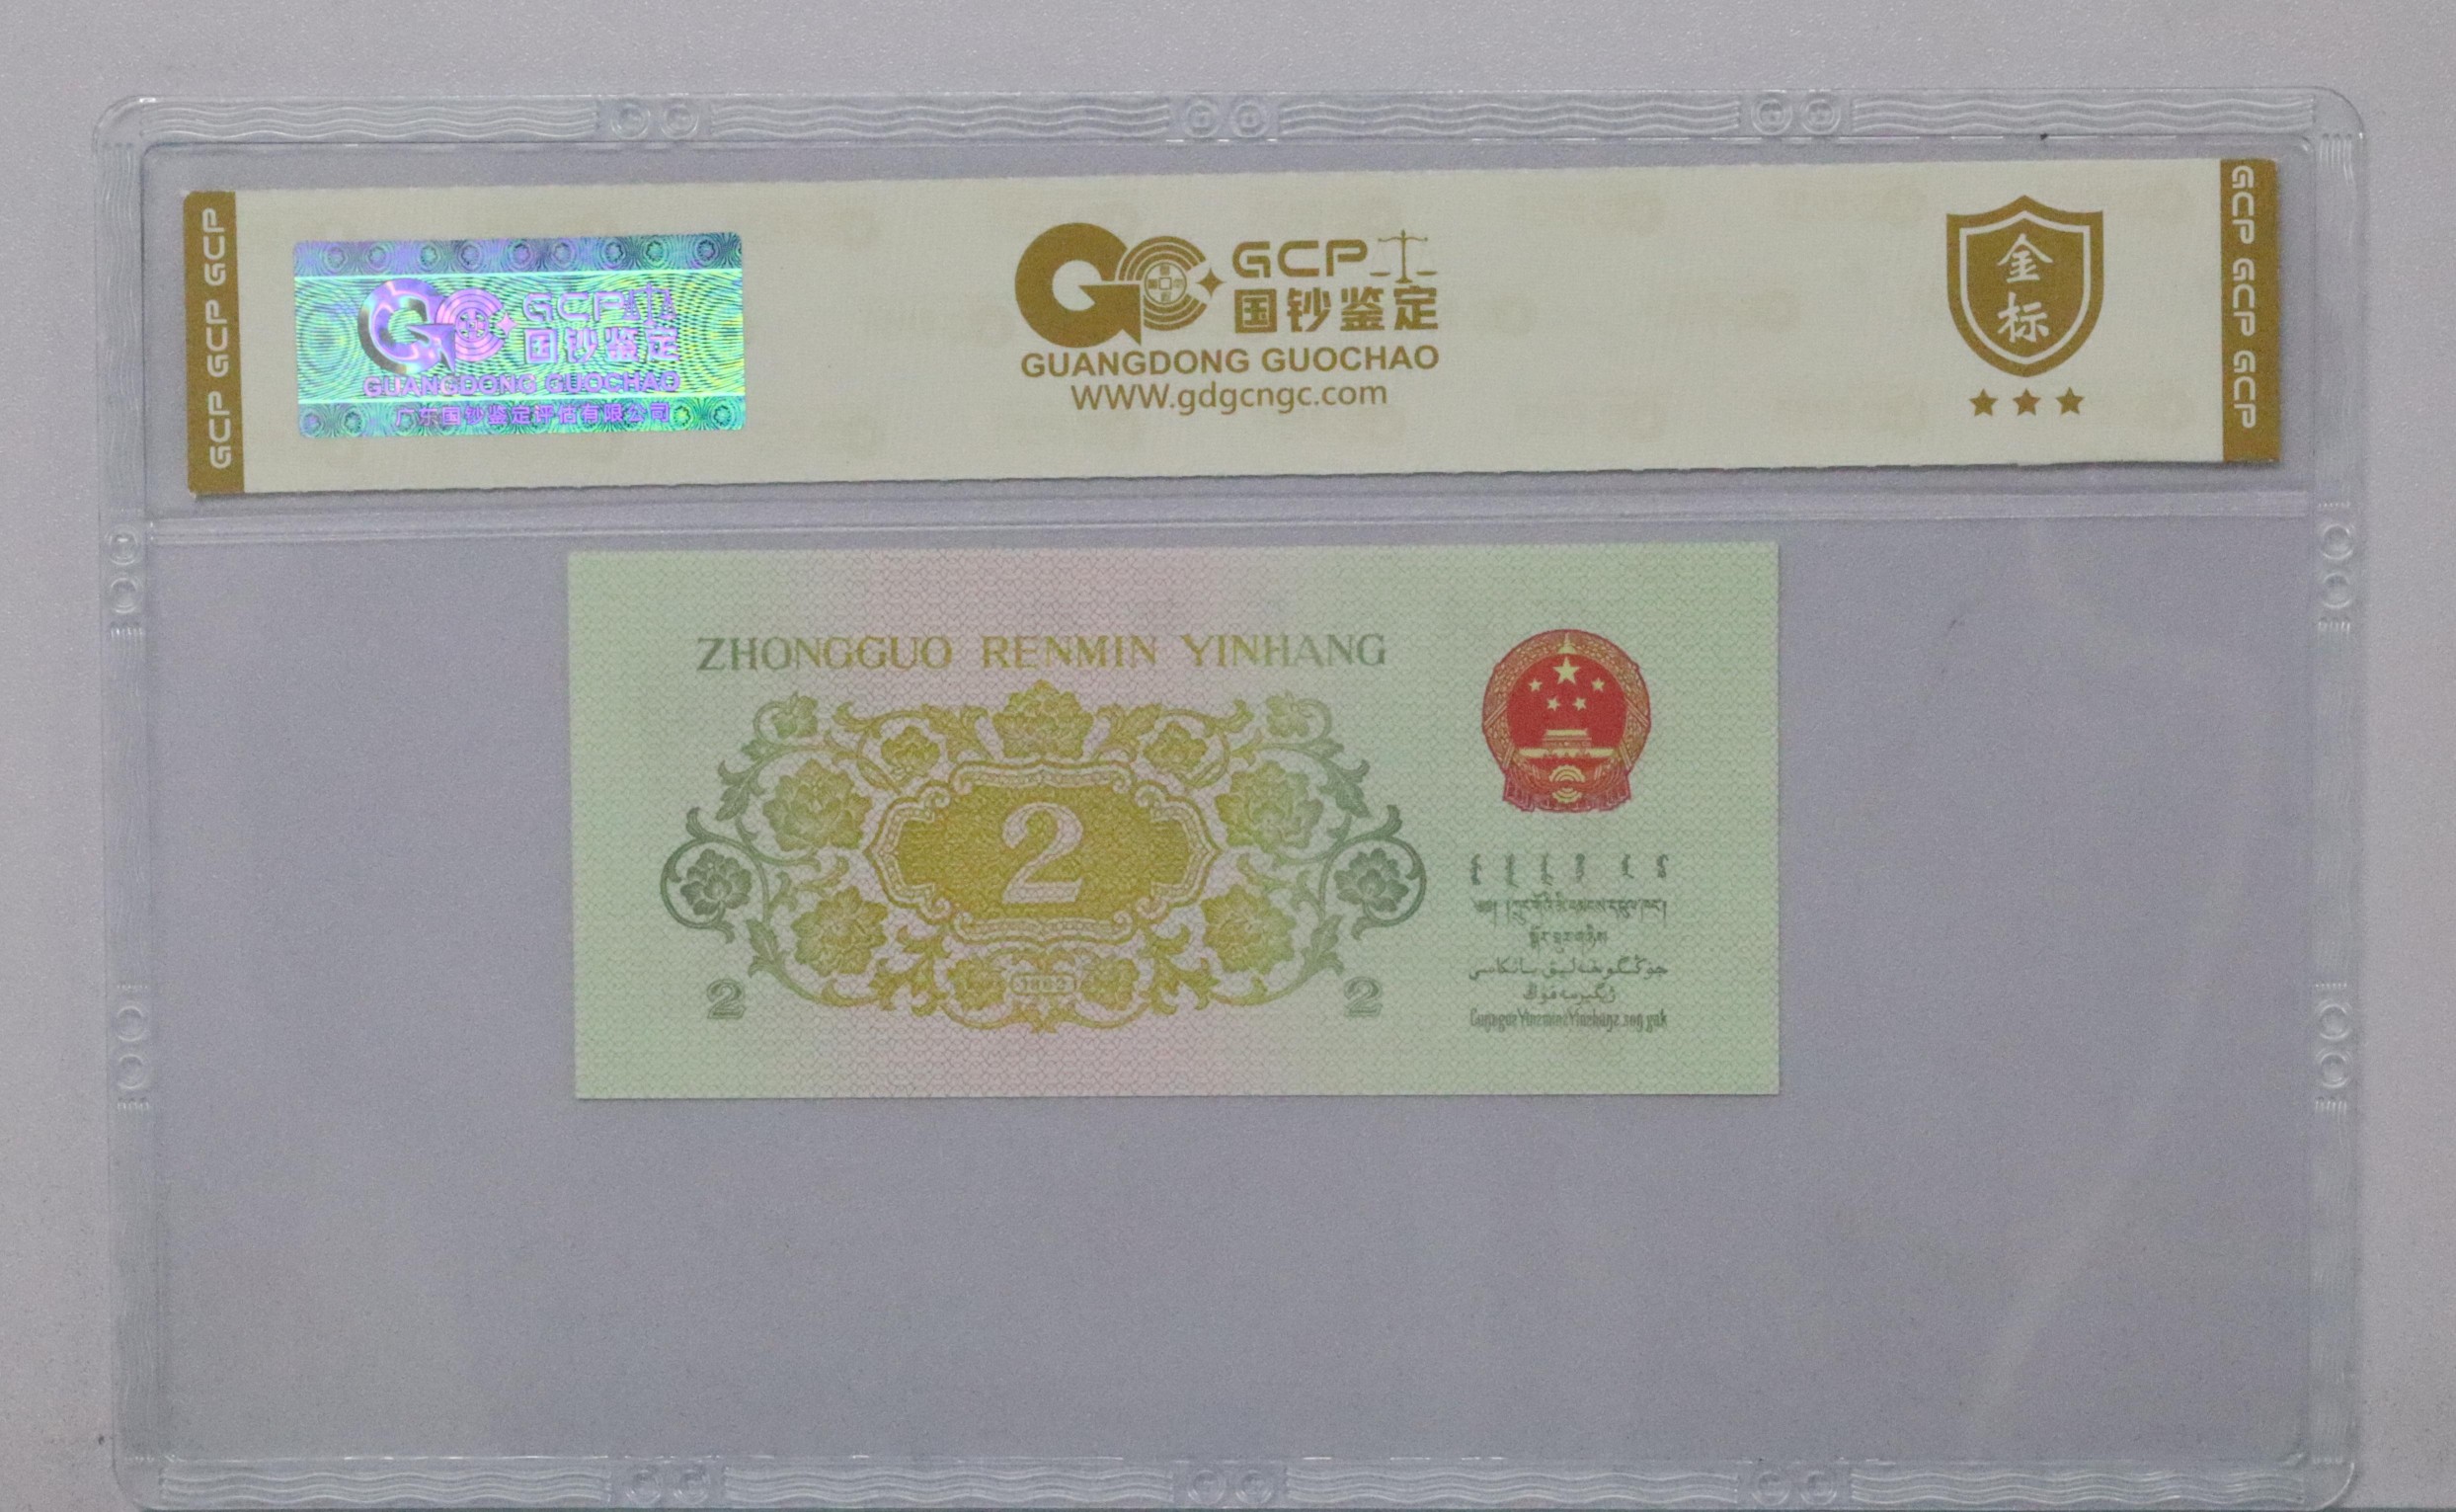 GCP GCP GCP
GCP
国钞鉴定
GUANGDONG GUOCHAO
广东国钞鉴定评估有限公司
GCP
国钞鉴定
GUANGDONG GUOCHAO
WWW.gdgcngc.com
金
标
GCP GCP GCP
ZHONGGUO RENMIN YINHANG
2
1962
2
2